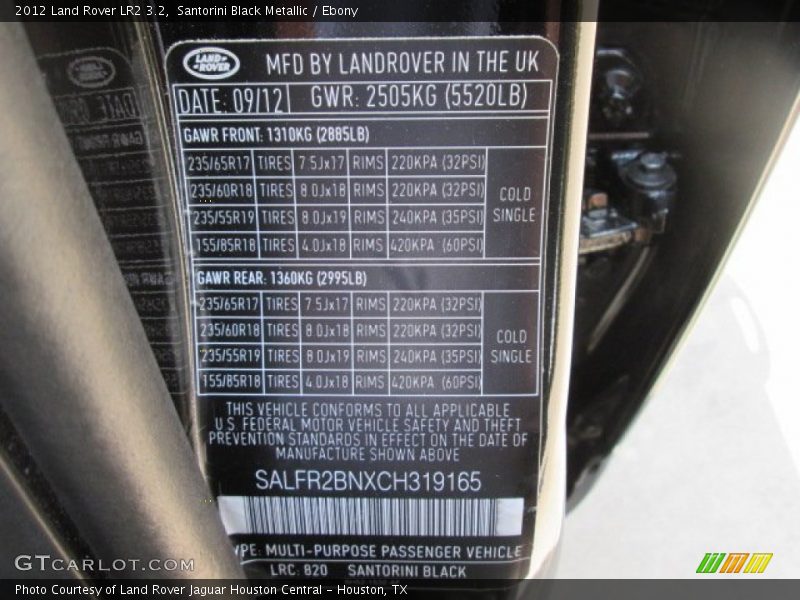 2012 Land Rover LR2 3.2, Santorini Black Metallic / Ebony
LAND ROVER MFD BY LANDROVER IN THE UK
DATE: 09/12 GWR: 2505KG (5520LB)
GAWR FRONT: 1310KG (2885LB)
235/65R17 TIRES 7.5Jx17 RIMS 220KPA (32PSI)
235/60R18 TIRES 8.0Jx18 RIMS 220KPA (32PSI)
235/55R19 TIRES 8.0Jx19 RIMS 240KPA (35PSI)
155/85R18 TIRES 4.0Jx18 RIMS 420KPA (60PSI)
COLD
SINGLE
GAWR REAR: 1360KG (2995LB)
235/65R17 TIRES 7.5Jx17 RIMS 220KPA (32PSI)
235/60R18 TIRES 8.0Jx18 RIMS 220KPA (32PSI)
235/55R19 TIRES 8.0Jx19 RIMS 240KPA (35PSI)
155/85R18 TIRES 4.0Jx18 RIMS 420KPA (60PSI)
COLD
SINGLE
THIS VEHICLE CONFORMS TO ALL APPLICABLE
U.S. FEDERAL MOTOR VEHICLE SAFETY AND THEFT
PREVENTION STANDARDS IN EFFECT ON THE DATE OF
MANUFACTURE SHOWN ABOVE
SALFR2BNXCH319165
YPE: MULTI-PURPOSE PASSENGER VEHICLE
LRC: 820 SANTORINI BLACK
GTCARLOT.COM
Photo Courtesy of Land Rover Jaguar Houston Central - Houston, TX